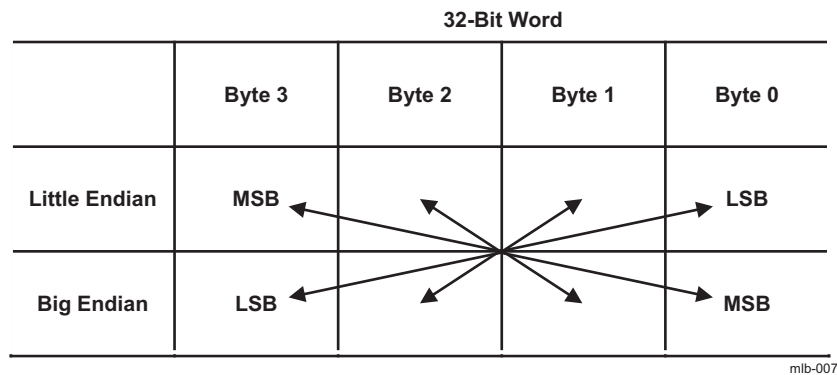 32-Bit Word
Byte 3 Byte 2 Byte 1 Byte 0
Little Endian MSB LSB
Big Endian LSB MSB
mlb-007